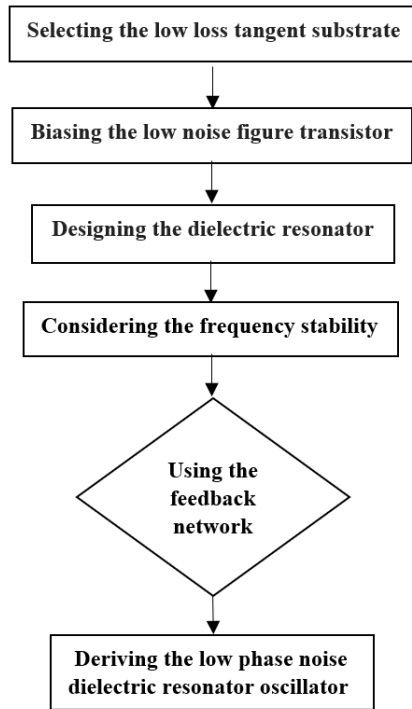 Selecting the low loss tangent substrate
Biasing the low noise figure transistor
Designing the dielectric resonator
Considering the frequency stability
Using the
feedback
network
Deriving the low phase noise
dielectric resonator oscillator